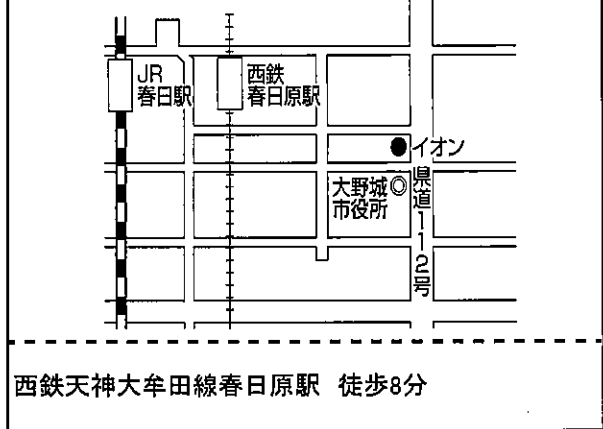 JR
春日駅
西鉄
春日原駅
イオン
大野城
市役所
県道112号
西鉄天神大牟田線春日原駅 徒歩8分